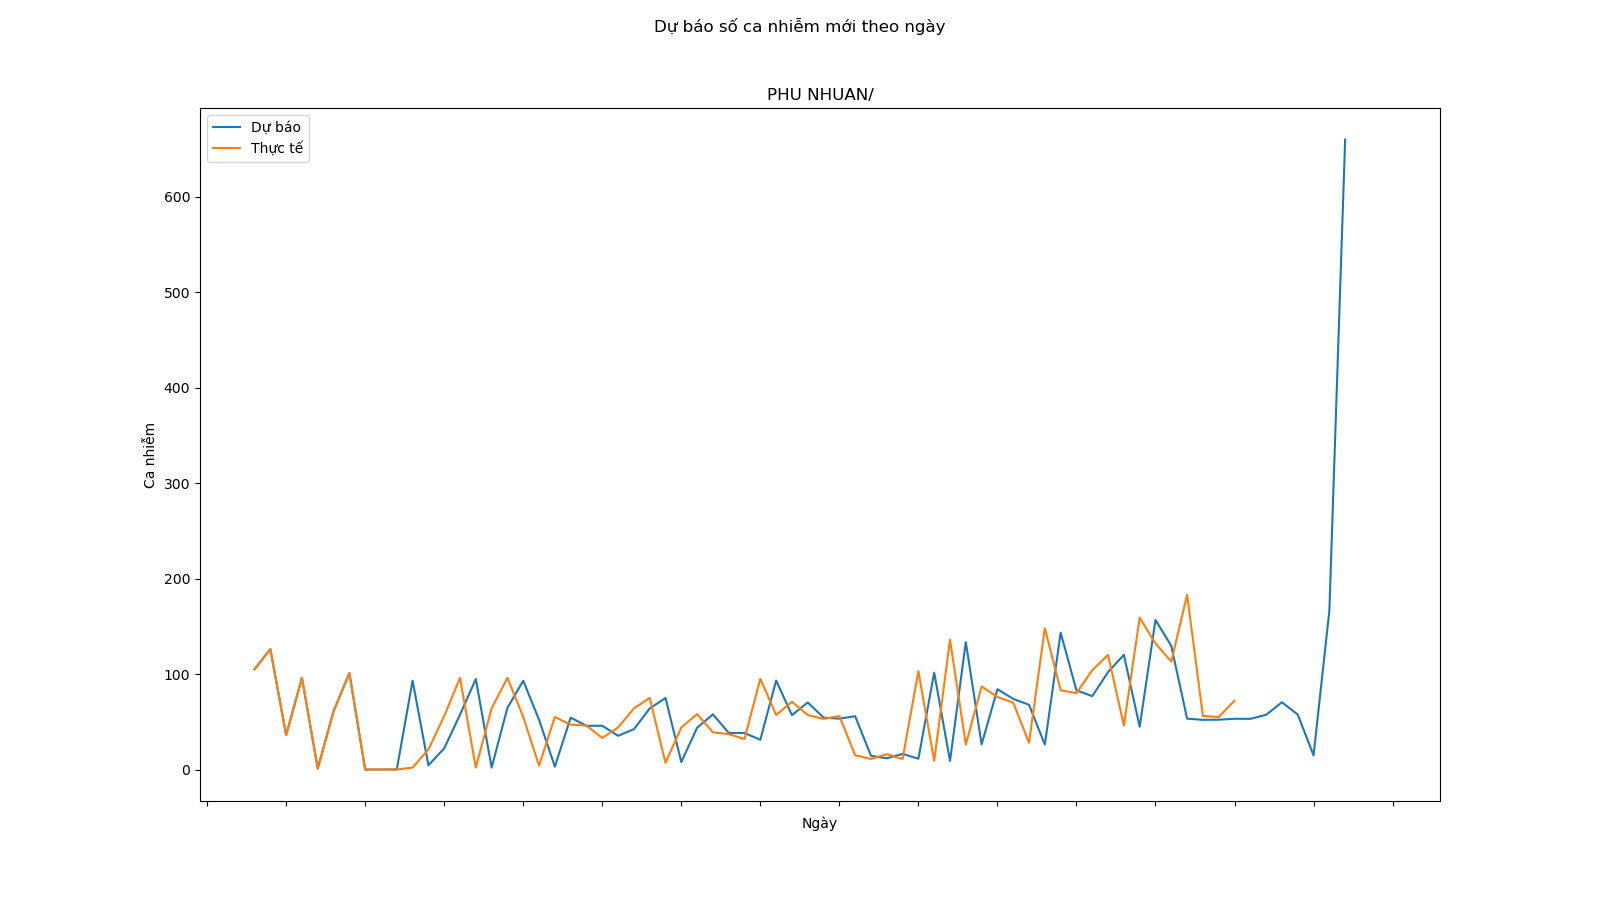 Dự báo số ca nhiễm mới theo ngày
PHU NHUAN/
Dự báo
Thực tế
600
500
400
300
200
100
0
Ca nhiễm
Ngày